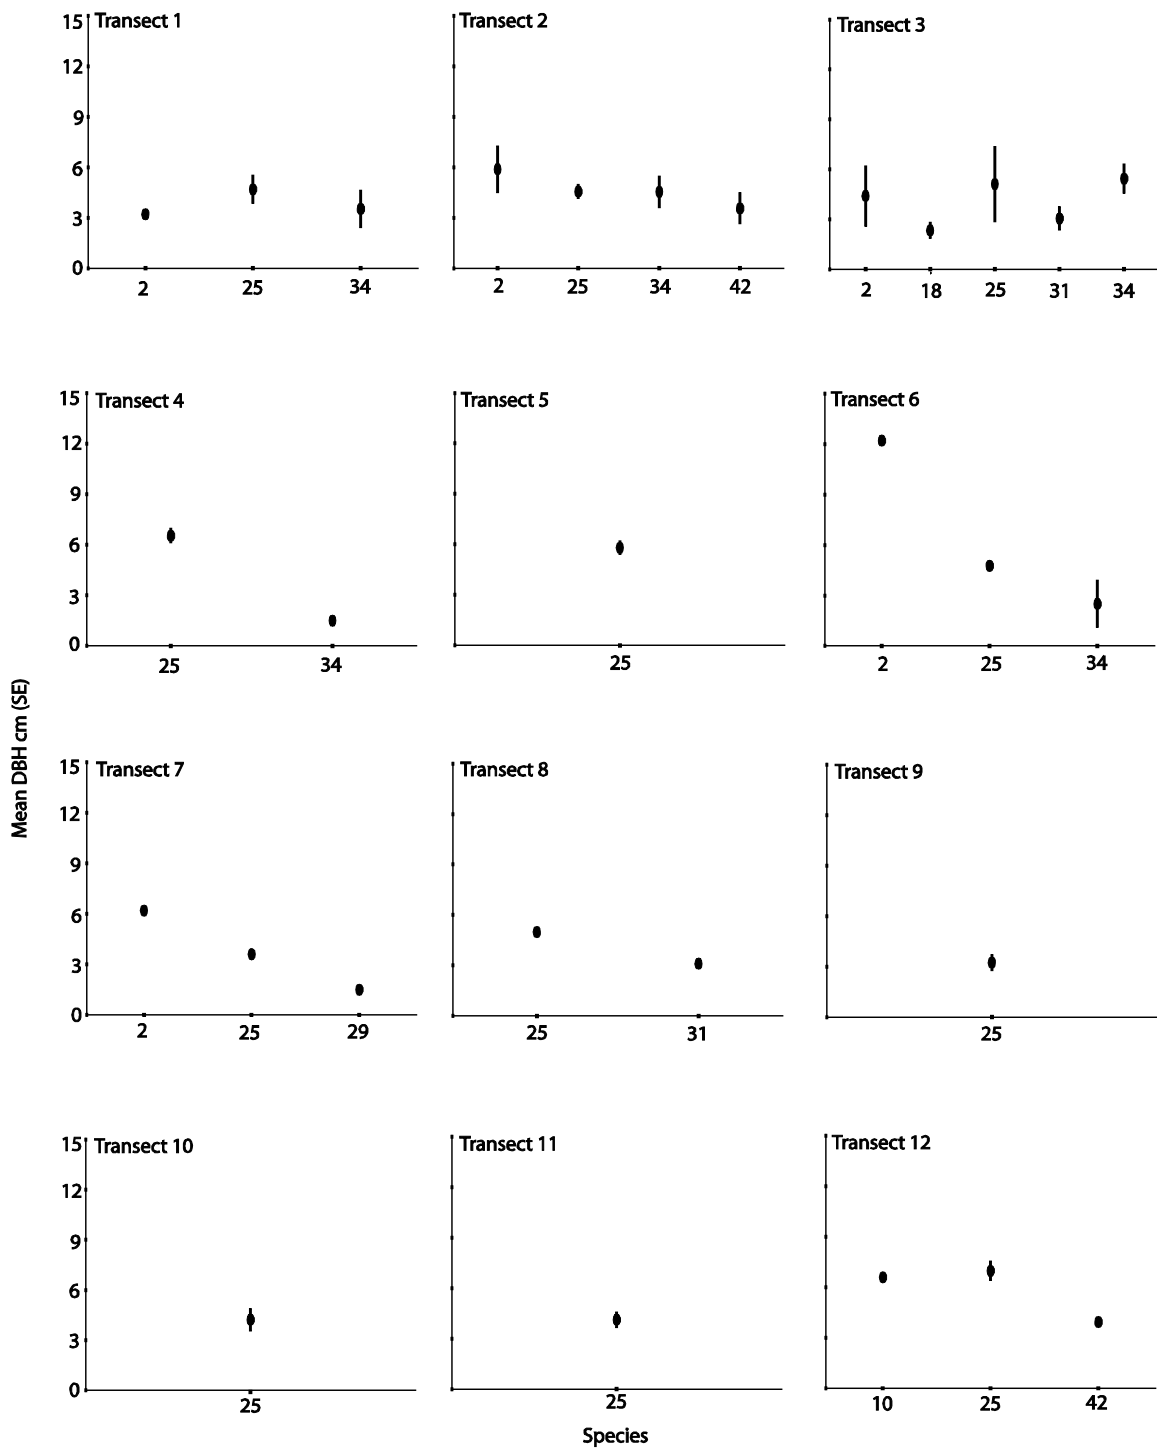 Transect 1
15
12
9
6
3
0
2 25 34
Transect 2
2 25 34 42
Transect 3
2 18 25 31 34
Transect 4
15
12
9
6
3
0
25 34
Transect 5
25
Transect 6
2 25 34
Mean DBH cm (SE)
Transect 7
15
12
9
6
3
0
2 25 29
Transect 8
25 31
Transect 9
25
Transect 10
15
12
9
6
3
0
25
Transect 11
25
Transect 12
10 25 42
Species